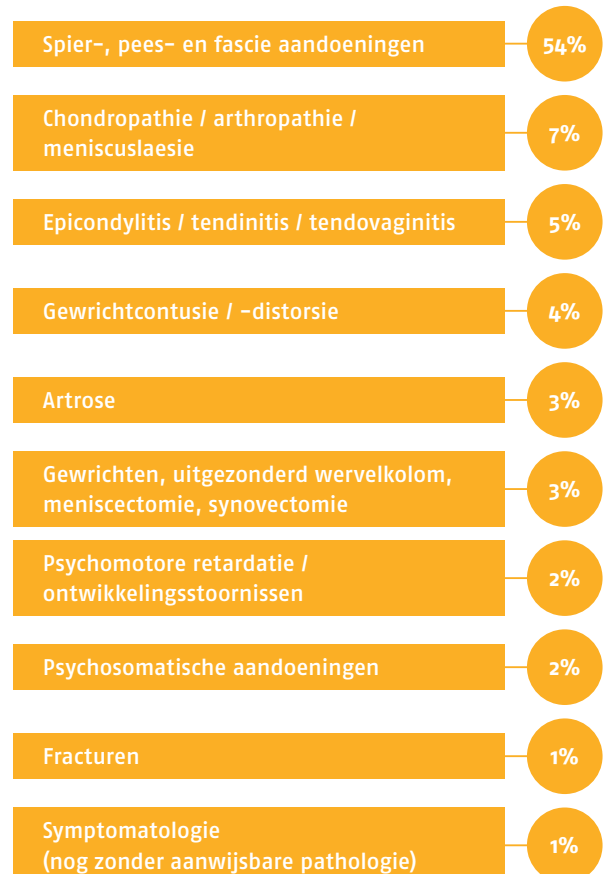 Spier-, pees- en fascie aandoeningen
54%
Chondropathie / arthropathie /
meniscuslaesie
7%
Epicondylitis / tendinitis / tendovaginitis
5%
Gewrichtcontusie / -distorsie
4%
Artrose
3%
Gewrichten, uitgezonderd wervelkolom,
meniscectomie, synovectomie
3%
Psychomotore retardatie /
ontwikkelingsstoornissen
2%
Psychosomatische aandoeningen
2%
Fracturen
1%
Symptomatologie
(nog zonder aanwijsbare pathologie)
1%